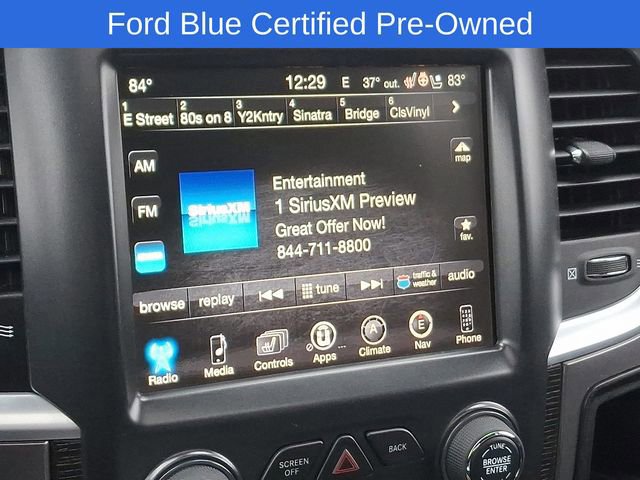 Ford Blue Certified Pre-Owned
84° 12:29 E 37° out. 83°
1 2 3 4 5 6
E Street 80s on 8 Y2Kntry Sinatra Bridge ClsVinyl
AM
map
SiriusXM
Entertainment
1 SiriusXM Preview
FM
Great Offer Now!
fav.
844-711-8800
browse replay tune traffic & weather audio
Radio Media Controls Apps ... A Climate E Nav Phone
SCREEN OFF
BACK
TUNE
BROWSE
ENTER